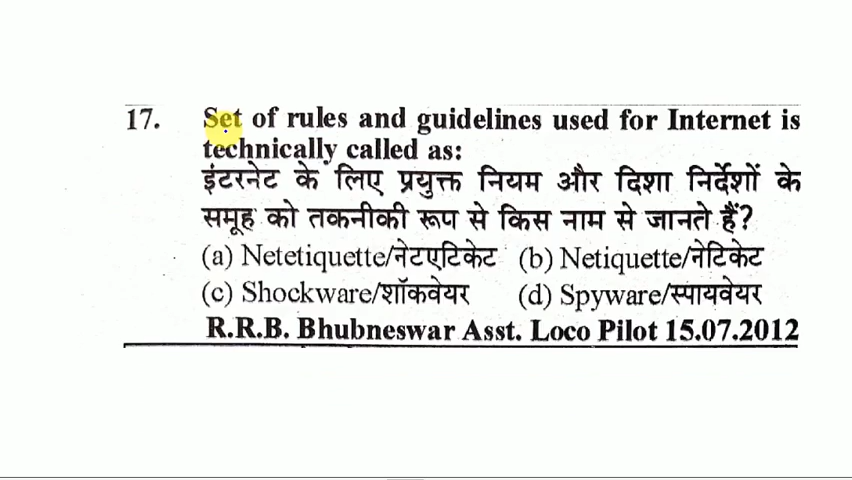 17. Set of rules and guidelines used for Internet is
technically called as:
इंटरनेट के लिए प्रयुक्त नियम और दिशा निर्देशों के
समूह को तकनीकी रूप से किस नाम से जानते हैं?
(a) Netetiquette/नेटएटिकेट (b) Netiquette/नेटिकेट
(c) Shockware/शॉकवेयर (d) Spyware/स्पायवेयर
R.R.B. Bhubneswar Asst. Loco Pilot 15.07.2012